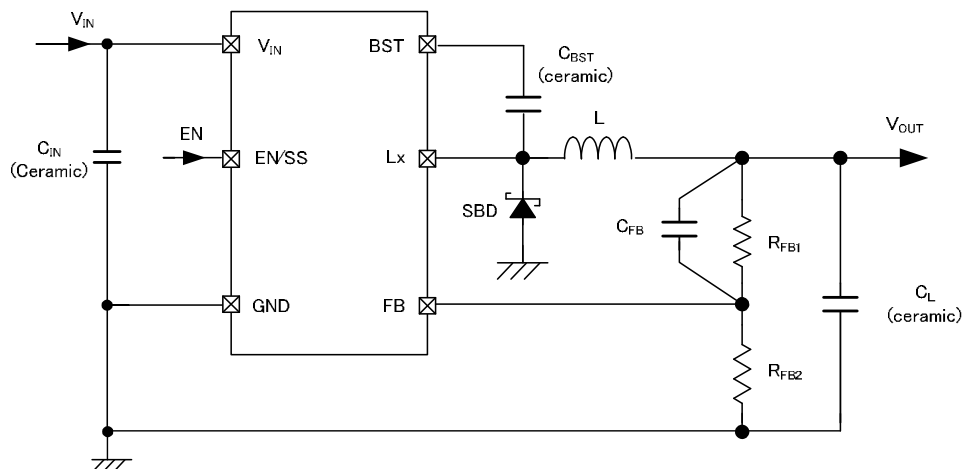 VIN
VIN
BST
CBST
(ceramic)
L
VOUT
EN
CIN
(Ceramic)
EN/SS
Lx
SBD
CFB
RFB1
GND
FB
CL
(ceramic)
RFB2